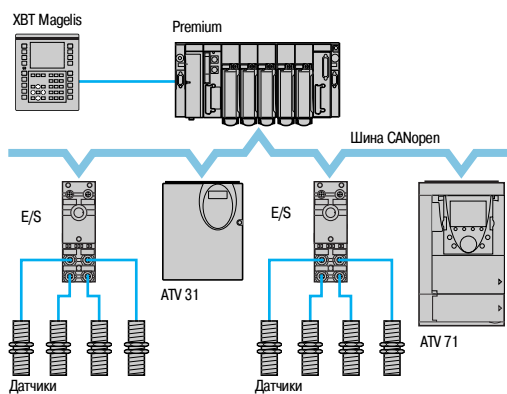 XBT Magelis
Premium
Шина CANopen
E/S
E/S
ATV 31
ATV 71
Датчики
Датчики